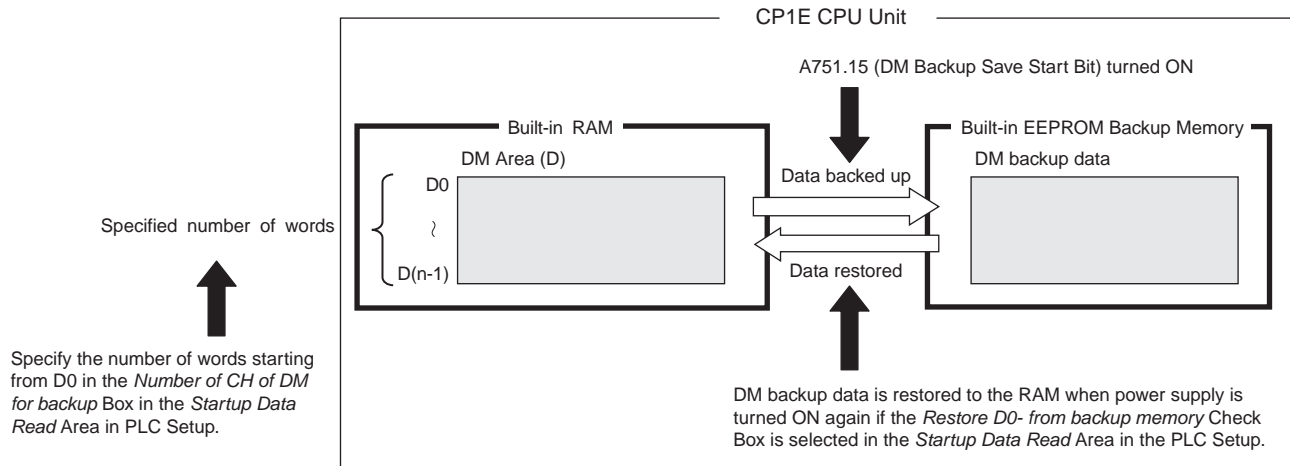 CP1E CPU Unit
A751.15 (DM Backup Save Start Bit) turned ON
Built-in RAM
Built-in EEPROM Backup Memory
DM Area (D)
DM backup data
D0
~
D(n-1)
Specified number of words
Data backed up
Data restored
Specify the number of words starting
from D0 in the Number of CH of DM
for backup Box in the Startup Data
Read Area in PLC Setup.
DM backup data is restored to the RAM when power supply is
turned ON again if the Restore D0- from backup memory Check
Box is selected in the Startup Data Read Area in the PLC Setup.